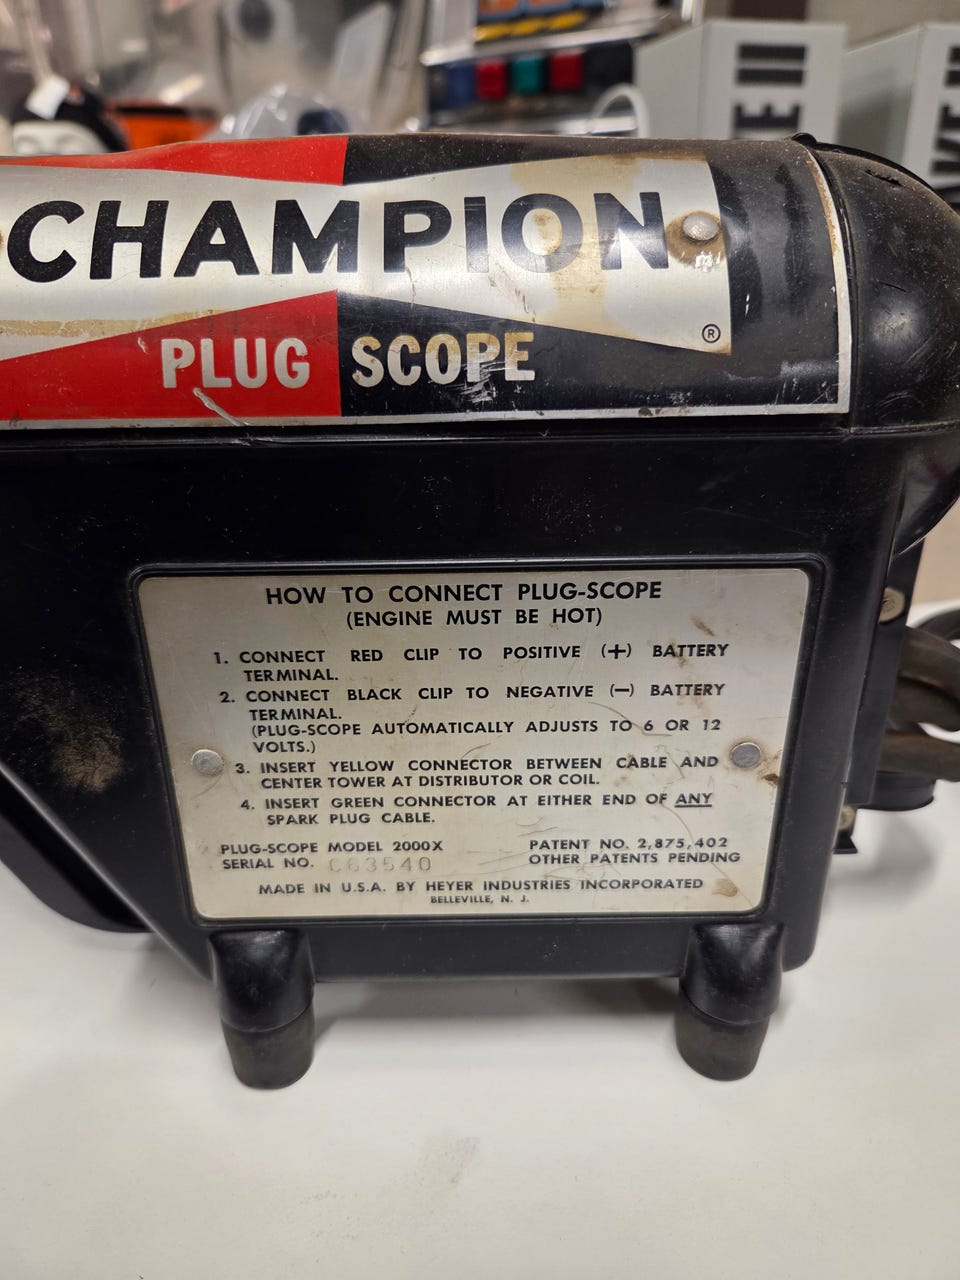 CHAMPION
®
PLUG SCOPE
HOW TO CONNECT PLUG-SCOPE
(ENGINE MUST BE HOT)
1. CONNECT RED CLIP TO POSITIVE (+) BATTERY
TERMINAL.
2. CONNECT BLACK CLIP TO NEGATIVE (−) BATTERY
TERMINAL.
(PLUG-SCOPE AUTOMATICALLY ADJUSTS TO 6 OR 12
VOLTS.)
3. INSERT YELLOW CONNECTOR BETWEEN CABLE AND
CENTER TOWER AT DISTRIBUTOR OR COIL.
4. INSERT GREEN CONNECTOR AT EITHER END OF ANY
SPARK PLUG CABLE.
PLUG-SCOPE MODEL 2000X
SERIAL NO. C63540
PATENT NO. 2,875,402
OTHER PATENTS PENDING
MADE IN U.S.A. BY HEYER INDUSTRIES INCORPORATED
BELLEVILLE, N. J.